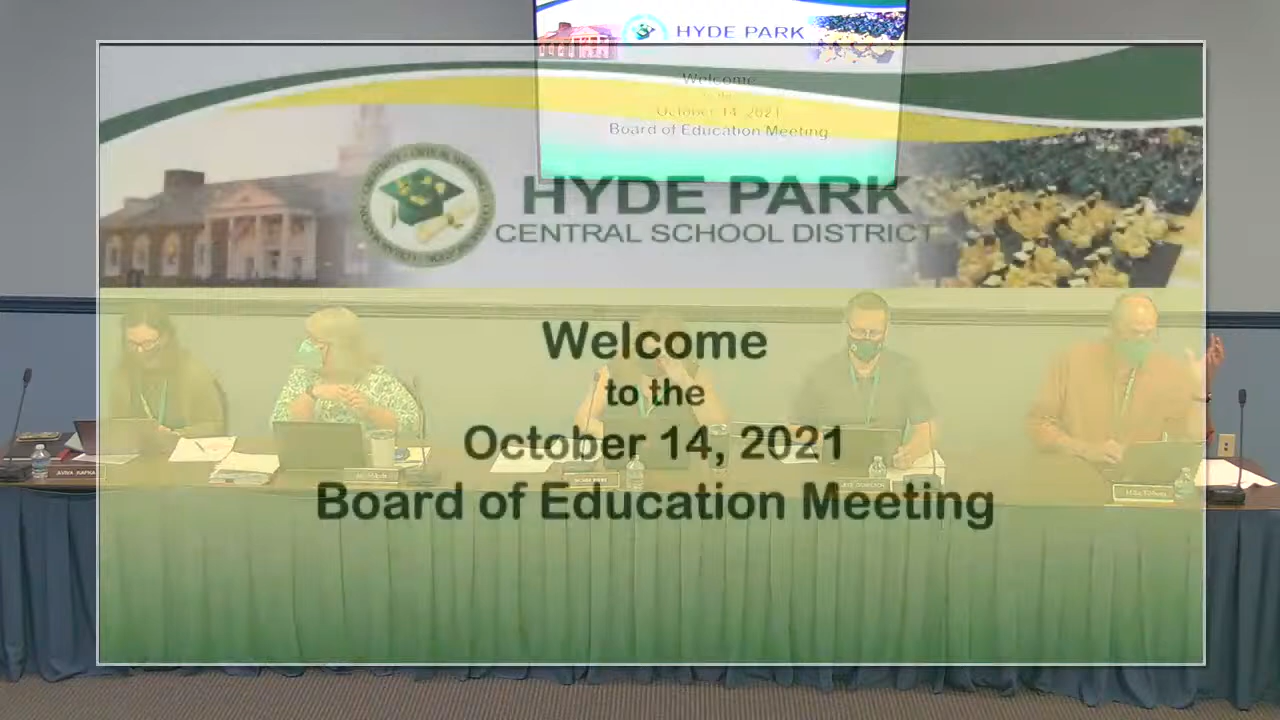 HYDE PARK
Welcome
October 14, 2021
Board of Education Meeting
HYDE PARK
CENTRAL SCHOOL DISTRICT
Welcome
to the
October 14, 2021
Board of Education Meeting